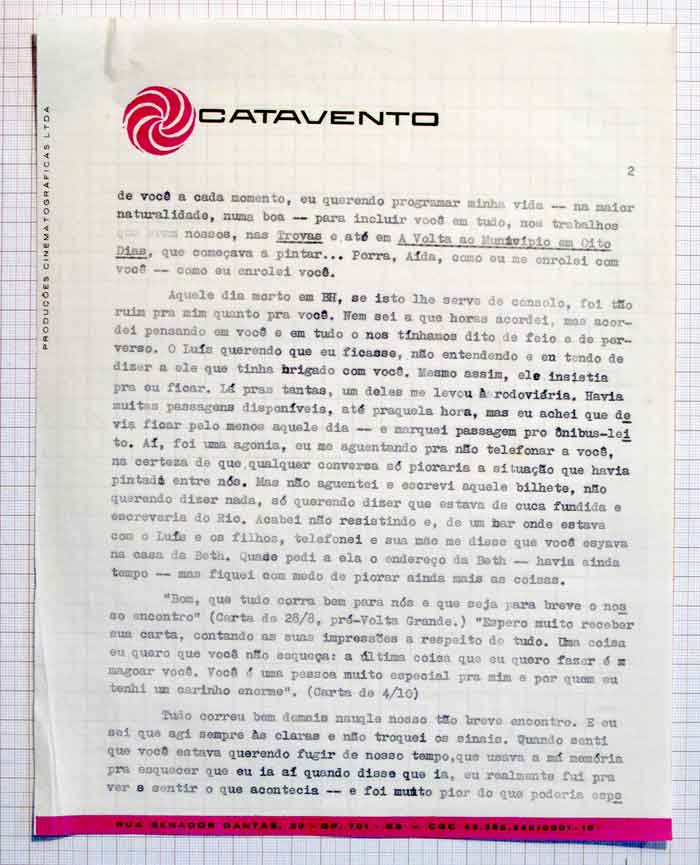 CATAVENTO
PRODUÇÕES CINEMATOGRÁFICAS LTDA
2
de você a cada momento, eu querendo programar minha vida -- na maior
naturalidade, numa boa -- para incluir você em tudo, nos trabalhos
nossos, nas Trovas e até em A Volta ao Município em Oito
Dias, que começava a pintar... Porra, Aída, como eu me enrolei com
você -- como eu enrolei você.
Aquele dia morto em BH, se isto lhe serve de consolo, foi tão
ruim pra mim quanto pra você. Nem sei a que horas acordei, mas acor-
dei pensando em você e em tudo o nos tínhamos dito de feio e de per-
verso. O Luís querendo que eu ficasse, não entendendo e eu tendo de
dizer a ele que tinha brigado com você. Mesmo assim, ele insistia
pra eu ficar. Lá pras tantas, um deles me levou à rodoviária. Havia
muitas passagens disponíveis, até praquela hora, mas eu achei que de
via ficar pelo menos aquele dia -- e marquei passagem pro ônibus-lei
to. Aí, foi uma agonia, eu me aguentando pra não telefonar a você,
na certeza de que qualquer conversa só pioraria a situação que havia
pintado entre nós. Mas não aguentei e escrevi aquele bilhete, não
querendo dizer nada, só querendo dizer que estava de cuca fundida e
escreveria do Rio. Acabei não resistindo e, de um bar onde estava
com o Luís e os filhos, telefonei e sua mãe me disse que você esyava
na casa da Beth. Quase pedi a ela o endereço da Beth -- havia ainda
tempo -- mas fiquei com medo de piorar ainda mais as coisas.
"Bom, que tudo corra bem para nós e que seja para breve o nos
so encontro" (Carta de 28/8, pré-Volta Grande.) "Espero muito receber
sua carta, contando as suas impressões a respeito de tudo. Uma coisa
eu quero que você não esqueça: a última coisa que eu quero fazer é m
magoar você. Você é uma pessoa muito especial pra mim e por quem eu
tenhi um carinho enorme". (Carta de 4/10)
Tudo correu bem demais nauqle nosso tão breve encontro. E eu
sei que agi sempre às claras e não troquei os sinais. Quando senti
que você estava querendo fugir de nosso tempo,que usava a má memória
pra esquecer que eu ia aí quando disse que ia, eu realmente fui pra
ver e sentir o que acontecia -- e foi muito pior do que poderia espe
RUA SENADOR DANTAS,